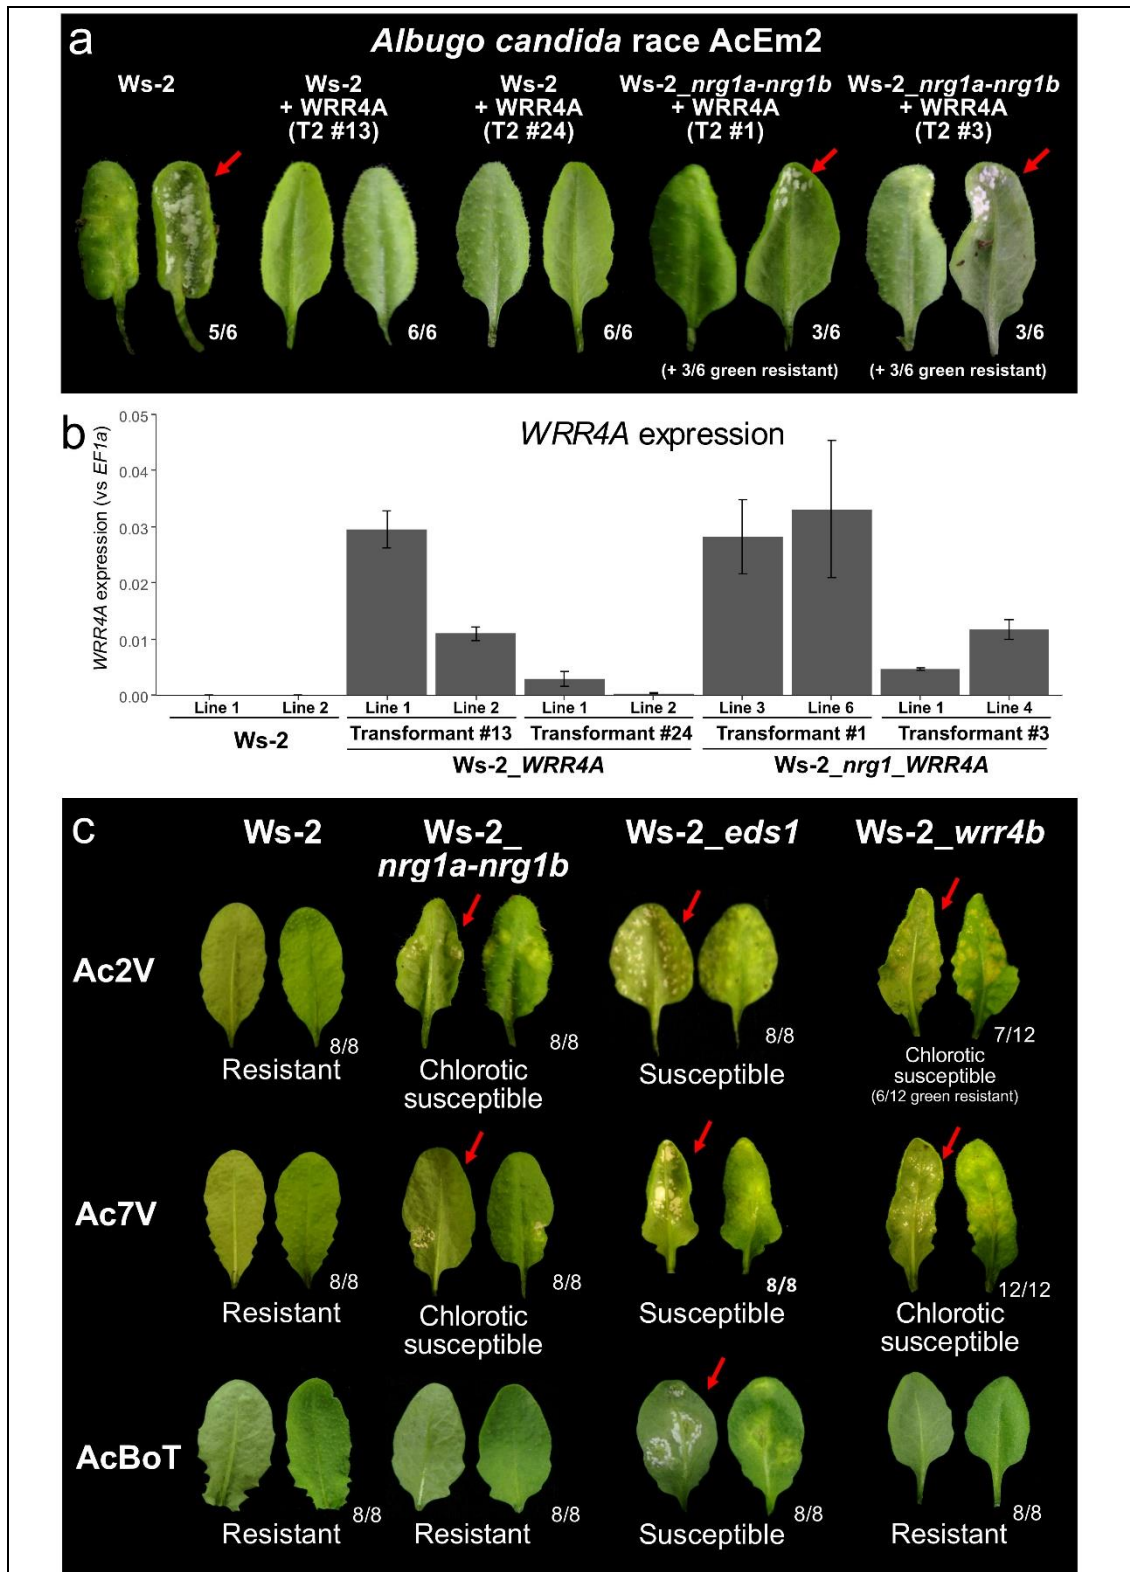 a
Albugo candida race AcEm2
Ws-2
Ws-2
+ WRR4A
(T2 #13)
Ws-2
+ WRR4A
(T2 #24)
Ws-2_nrg1a-nrg1b
+ WRR4A
(T2 #1)
Ws-2_nrg1a-nrg1b
+ WRR4A
(T2 #3)
5/6
6/6
6/6
3/6
3/6
(+ 3/6 green resistant)
(+ 3/6 green resistant)
b
WRR4A expression
WRR4A expression (vs EF1a)
0.05
0.04
0.03
0.02
0.01
0.00
Line 1 Line 2 Line 1 Line 2 Line 1 Line 2 Line 3 Line 6 Line 1 Line 4
Ws-2 Transformant #13 Transformant #24 Transformant #1 Transformant #3
Ws-2_WRR4A Ws-2_nrg1_WRR4A
c
Ws-2
Ws-2_
nrg1a-nrg1b
Ws-2_eds1
Ws-2_wrr4b
Ac2V
8/8
Resistant
8/8
Chlorotic
susceptible
8/8
Susceptible
7/12
Chlorotic
susceptible
(6/12 green resistant)
Ac7V
8/8
Resistant
8/8
Chlorotic
susceptible
8/8
Susceptible
12/12
Chlorotic
susceptible
AcBoT
8/8
Resistant
8/8
Resistant
8/8
Susceptible
8/8
Resistant